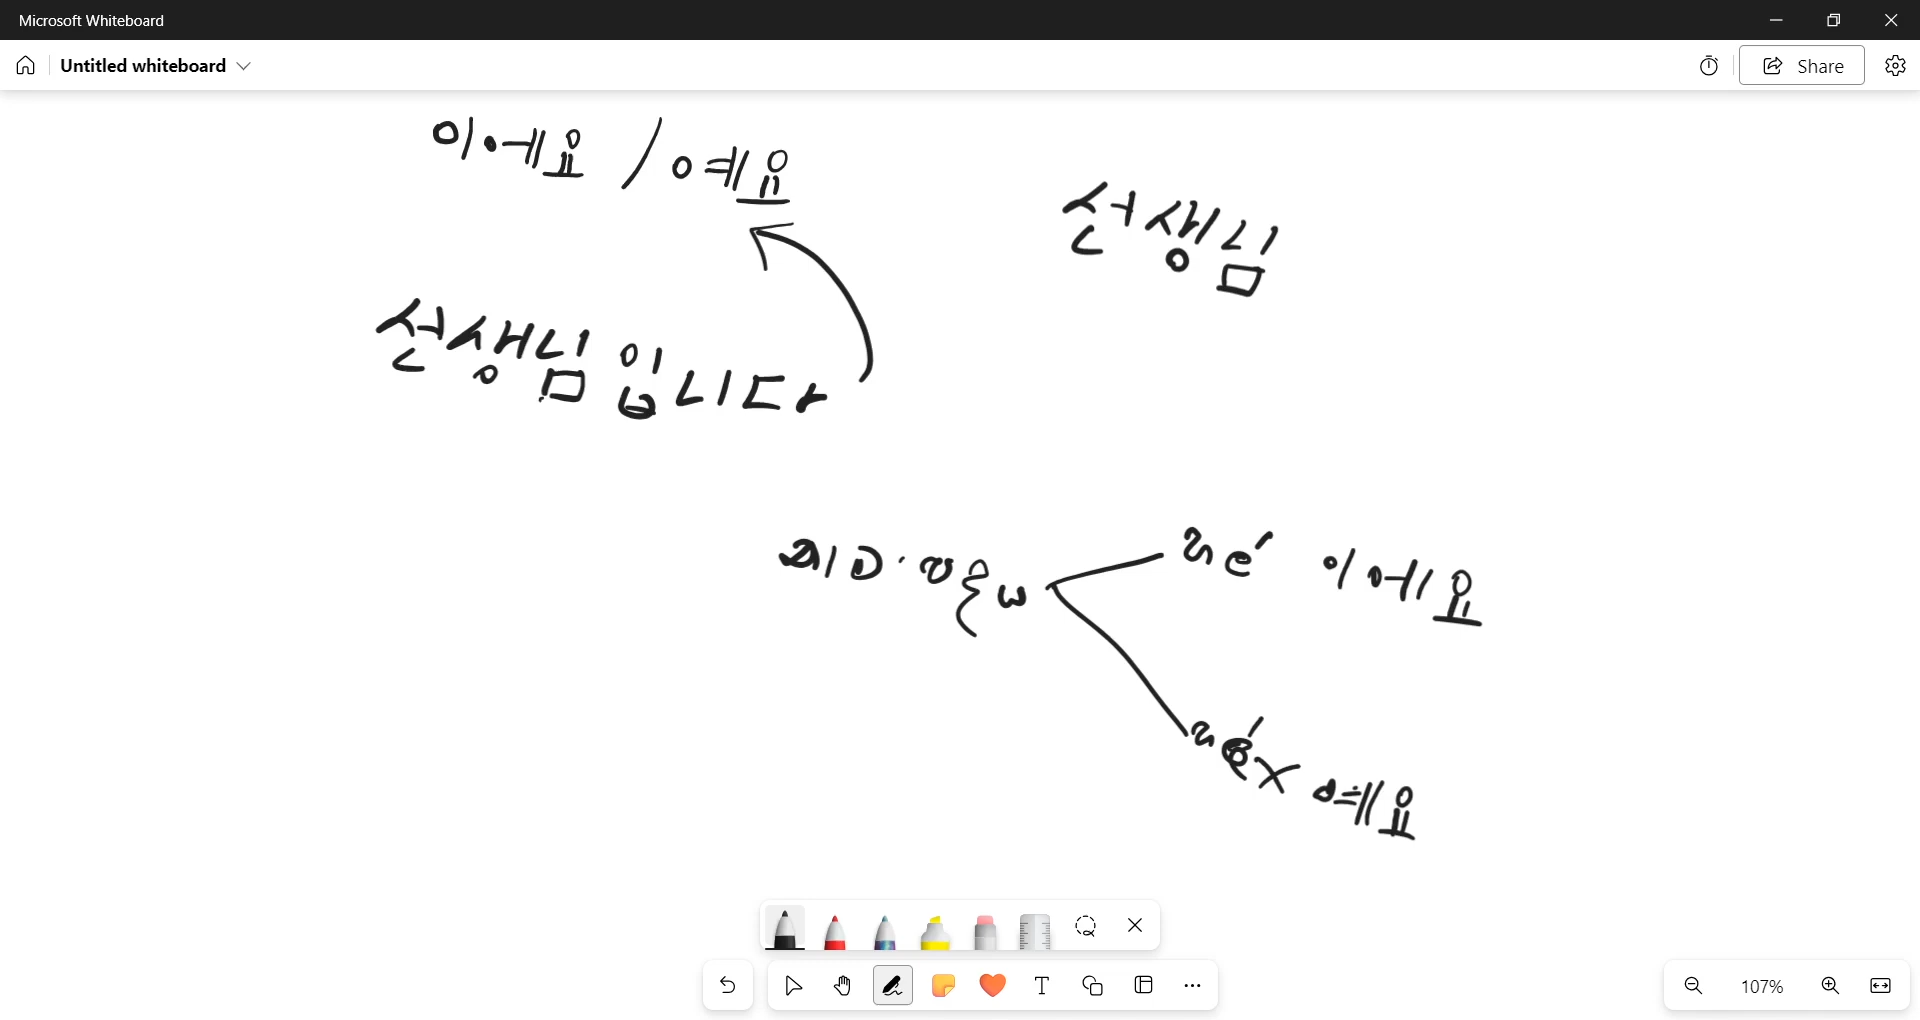 Microsoft Whiteboard
Untitled whiteboard
Share
이에요 / 예요
선생님
선생님 입니다
이에요
예요
107%